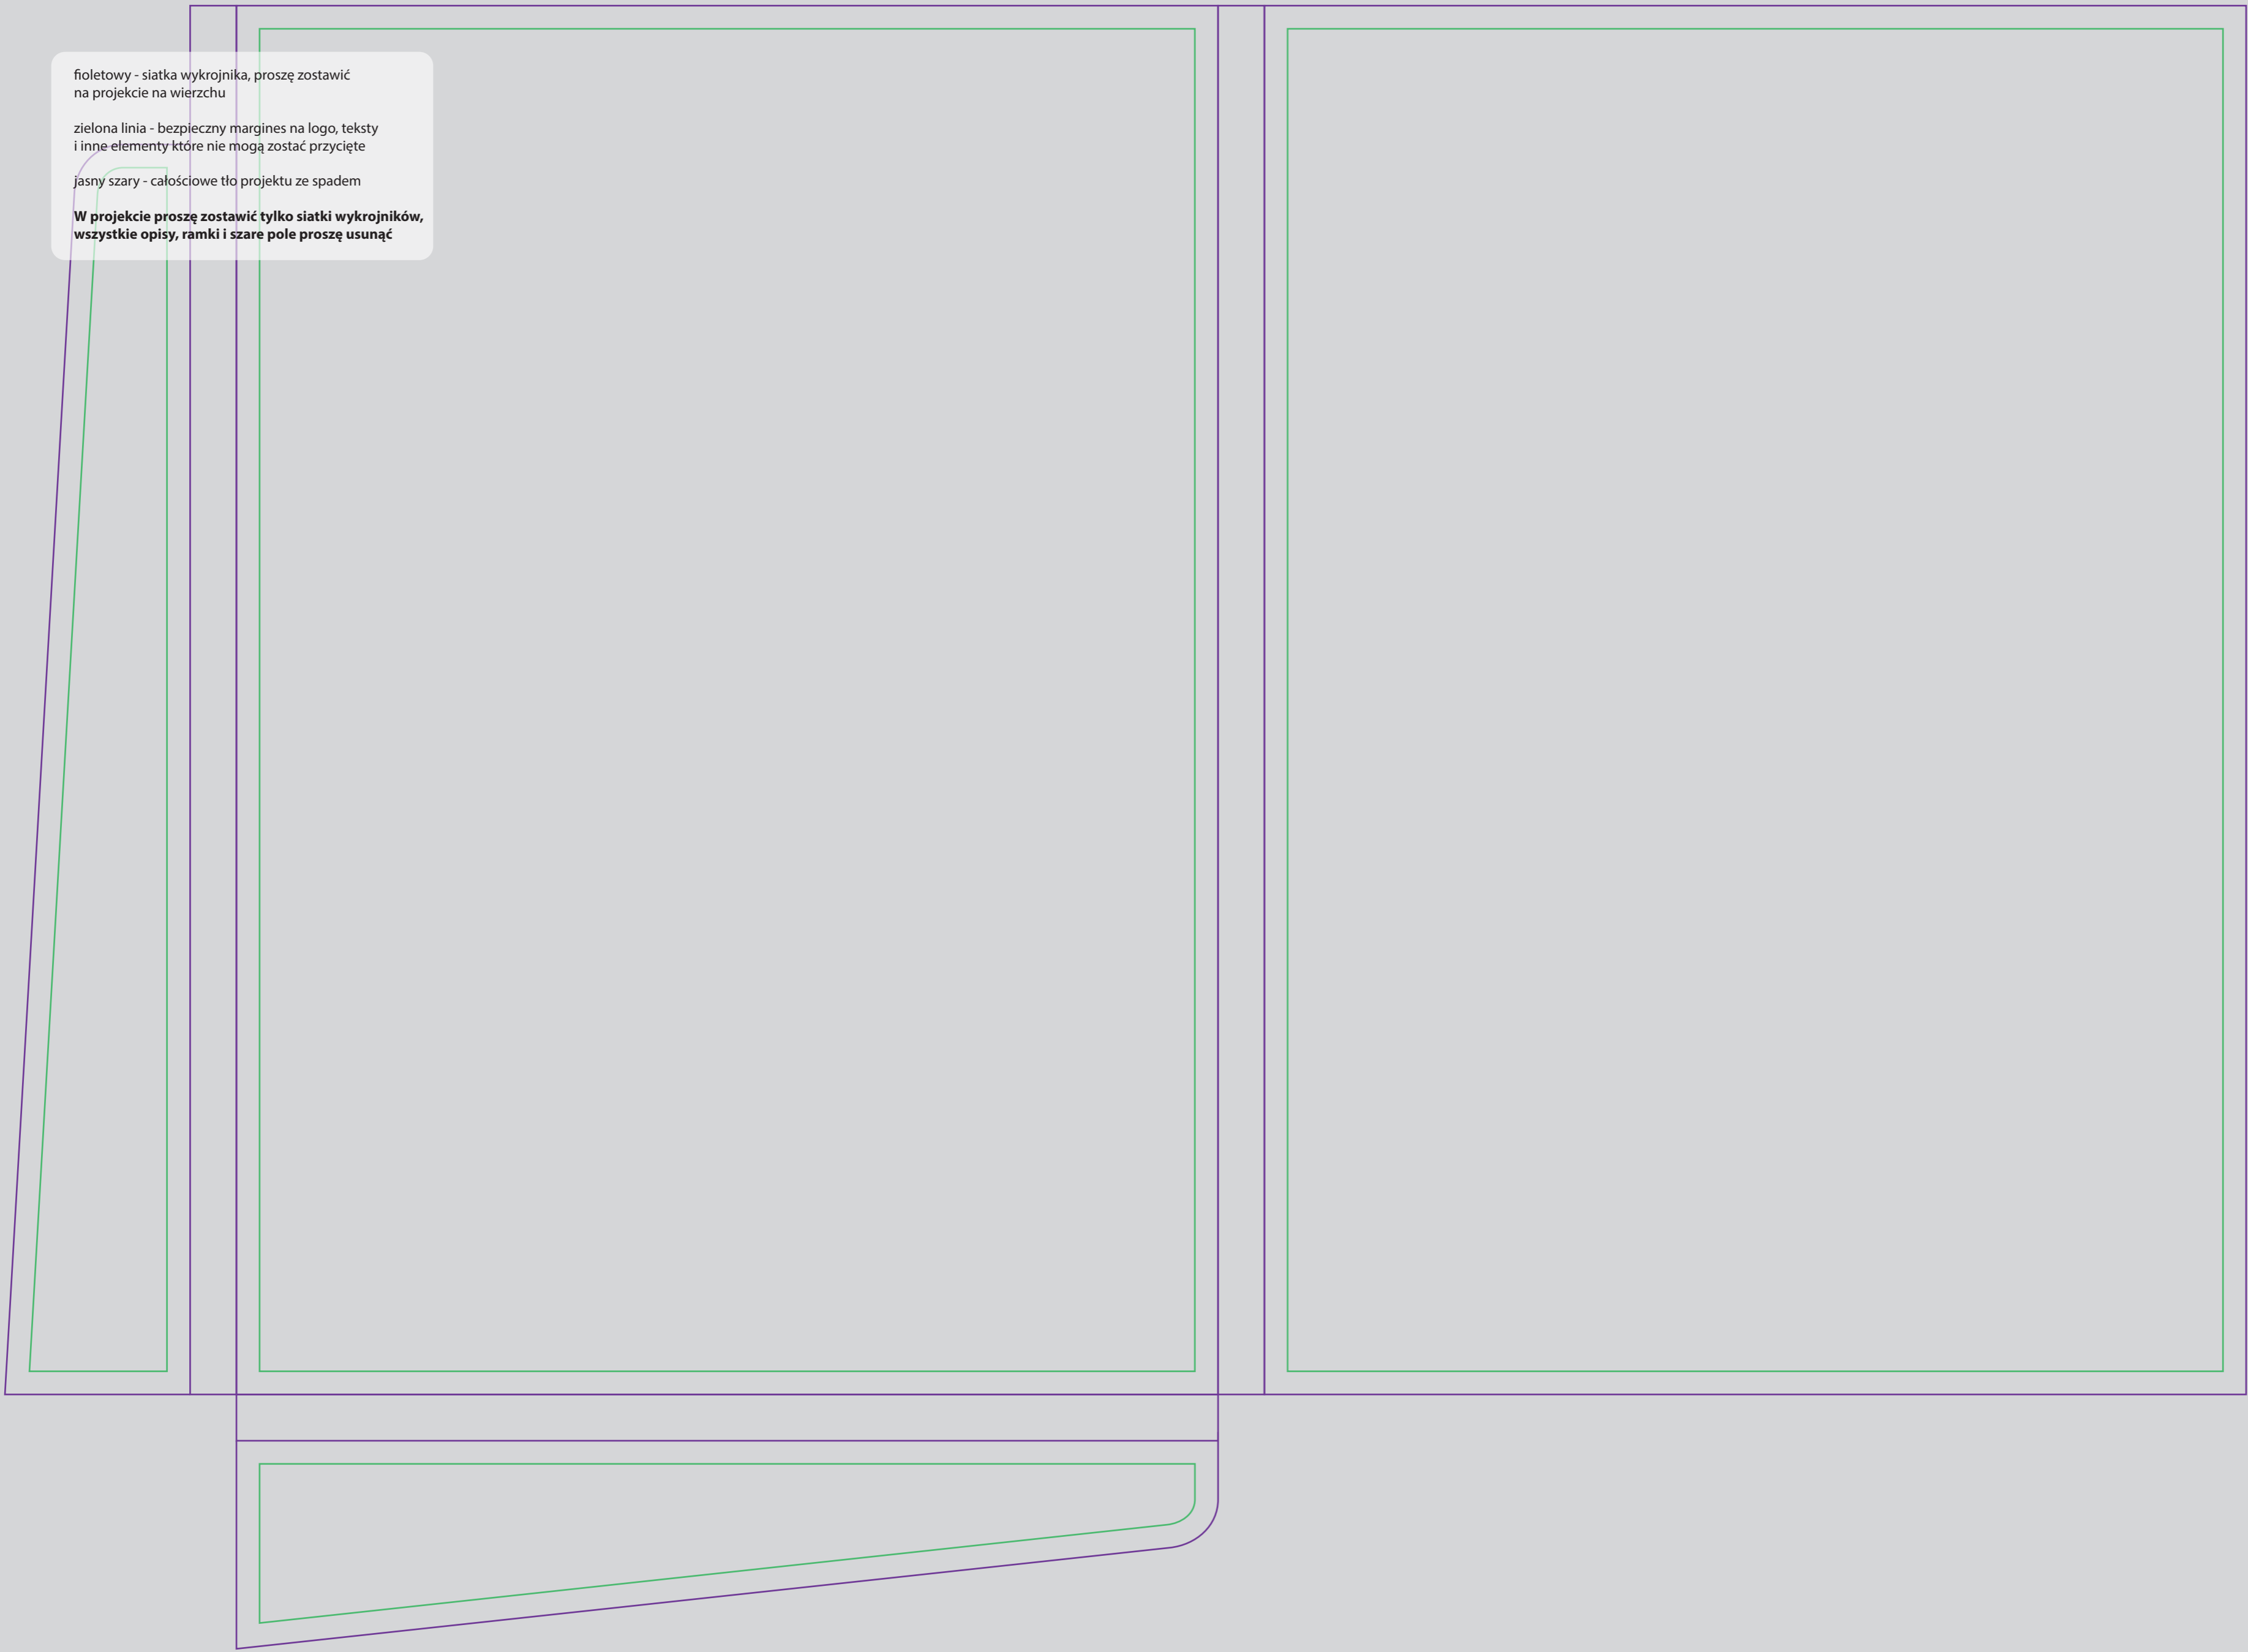 fioletowy - siatka wykrojnika, proszę zostawić
na projekcie na wierzchu
zielona linia - bezpieczny margines na logo, teksty
i inne elementy które nie mogą zostać przycięte
jasny szary - całościowe tło projektu ze spadem
W projekcie proszę zostawić tylko siatki wykrojników,
wszystkie opisy, ramki i szare pole proszę usunąć